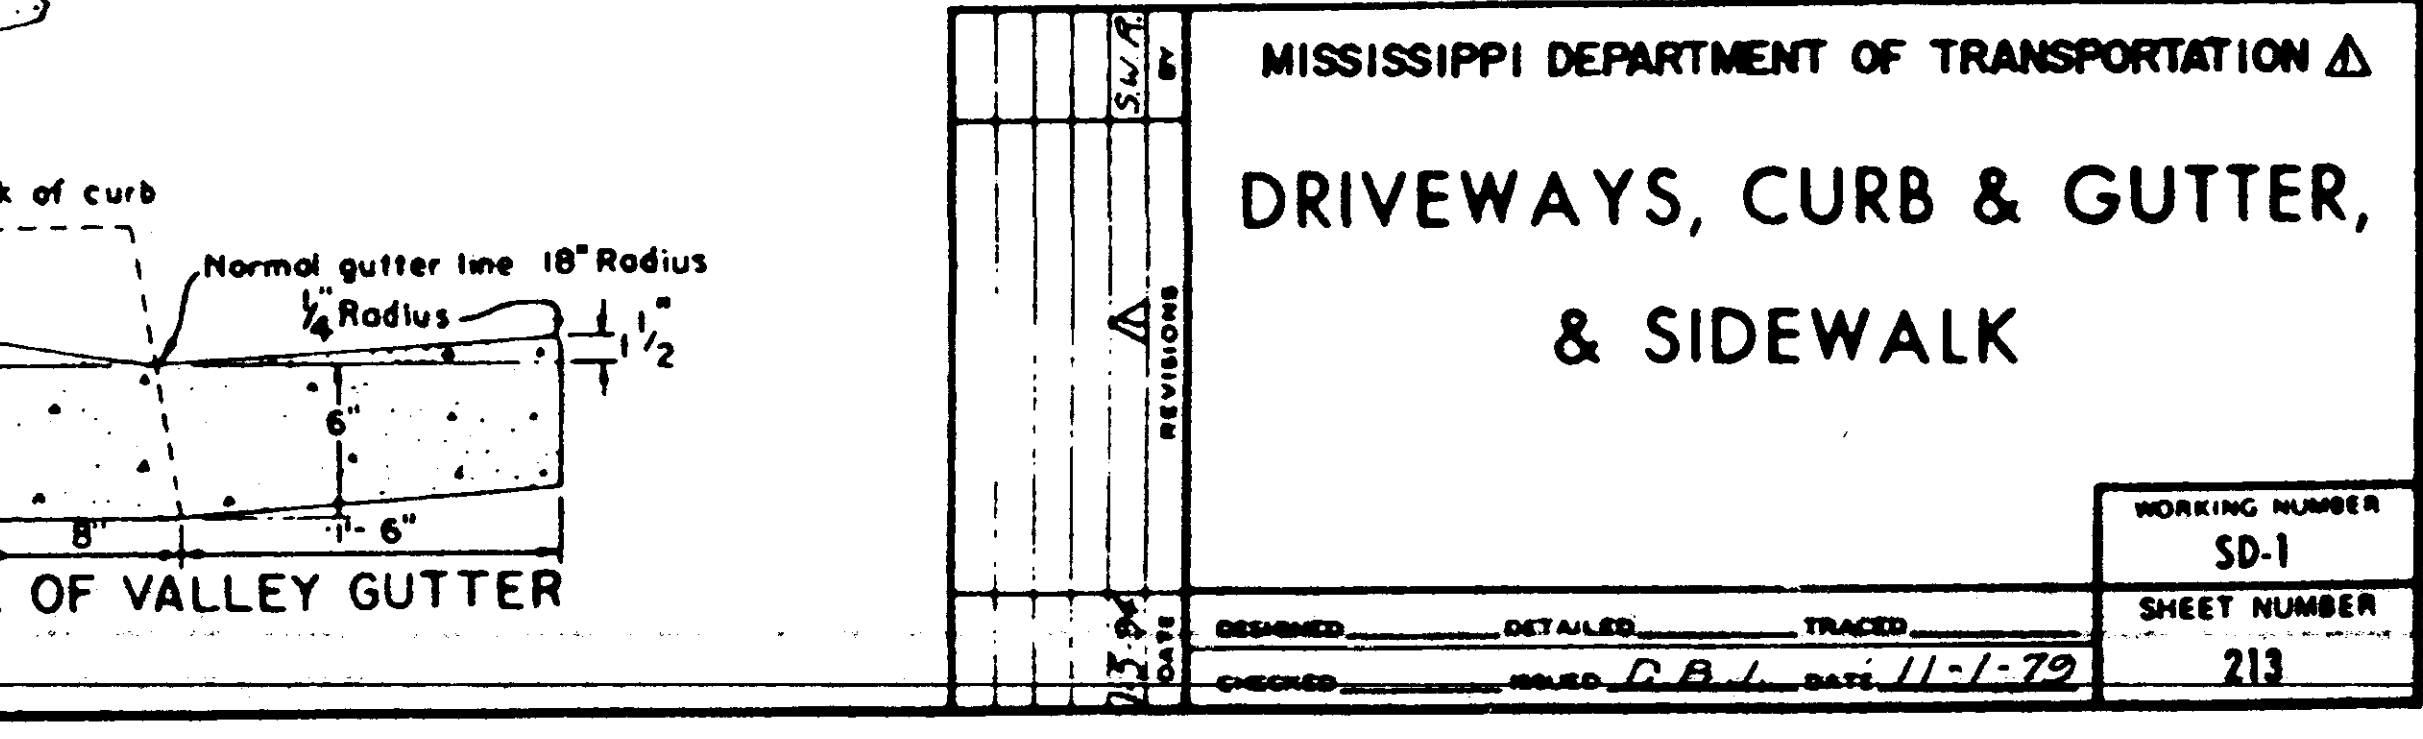 k of curb
Normal gutter line 18" Radius
1/4" Radius
1 1/2"
6"
8"
1'- 6"
OF VALLEY GUTTER
S.W.R.
BY
REVISIONS
DATE
MISSISSIPPI DEPARTMENT OF TRANSPORTATION
DRIVEWAYS, CURB & GUTTER,
& SIDEWALK
WORKING NUMBER
SD-1
SHEET NUMBER
213
DESIGNED DETAILED TRACED
CHECKED ISSUED DATE 11-1-79